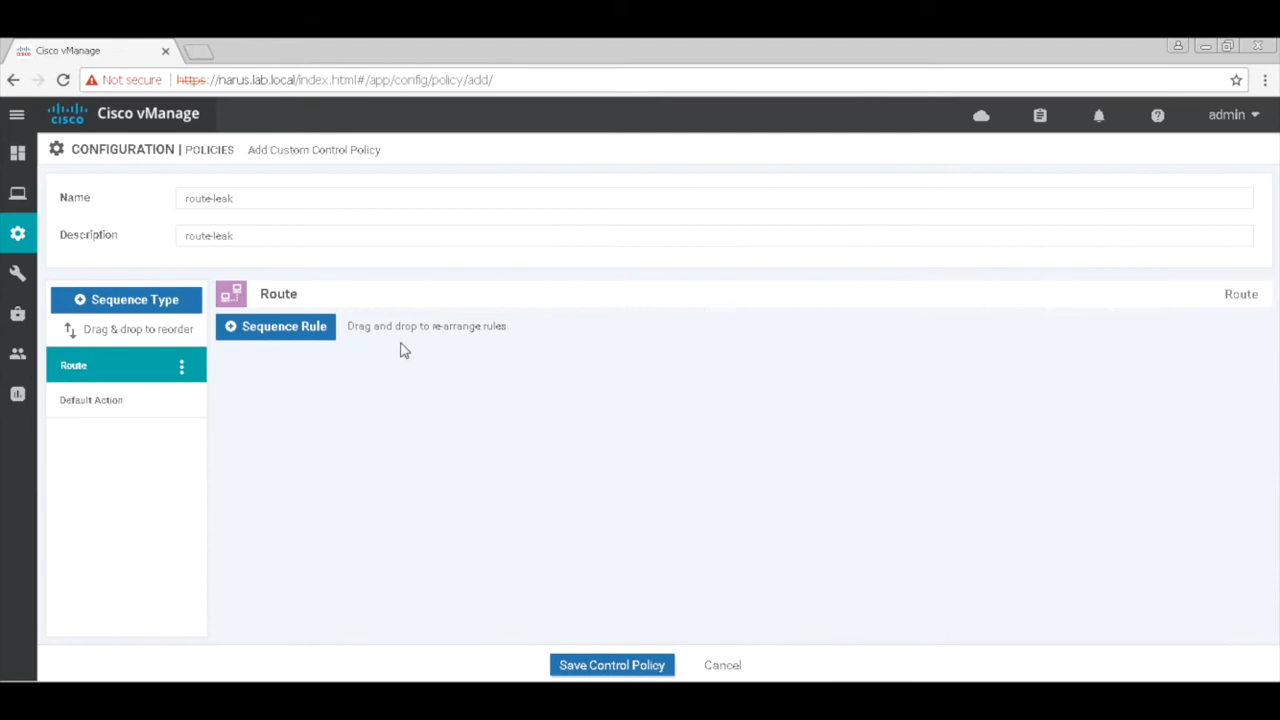 Cisco vManage
Not secure https://narus.lab.local/index.html#/app/config/policy/add/
cisco Cisco vManage admin
CONFIGURATION | POLICIES Add Custom Control Policy
Name route-leak
Description route-leak
Sequence Type
Route Route
Sequence Rule Drag and drop to re-arrange rules
Drag & drop to reorder
Route
Default Action
Save Control Policy Cancel